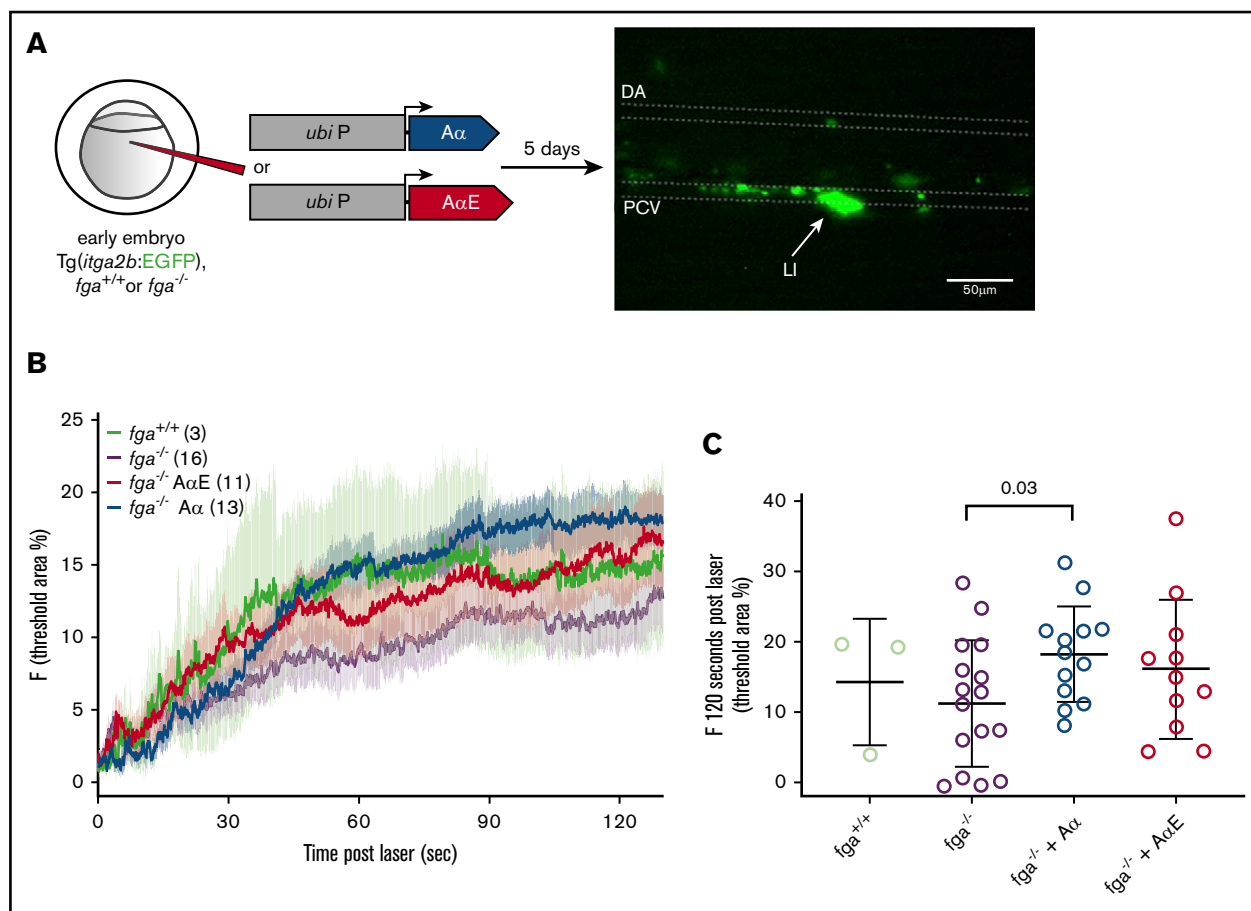 A
ubi P
Aα
or
ubi P
AαE
5 days
early embryo
Tg(itga2b:EGFP),
fga+/+ or fga-/-
DA
PCV
LI
50μm
B
25
20
15
10
5
0
F (threshold area %)
fga+/+ (3)
fga-/- (16)
fga-/- AαE (11)
fga-/- Aα (13)
0 30 60 90 120
Time post laser (sec)
C
0.03
40
30
20
10
0
F 120 seconds post laser
(threshold area %)
fga+/+
fga-/-
fga-/- + Aα
fga-/- + AαE